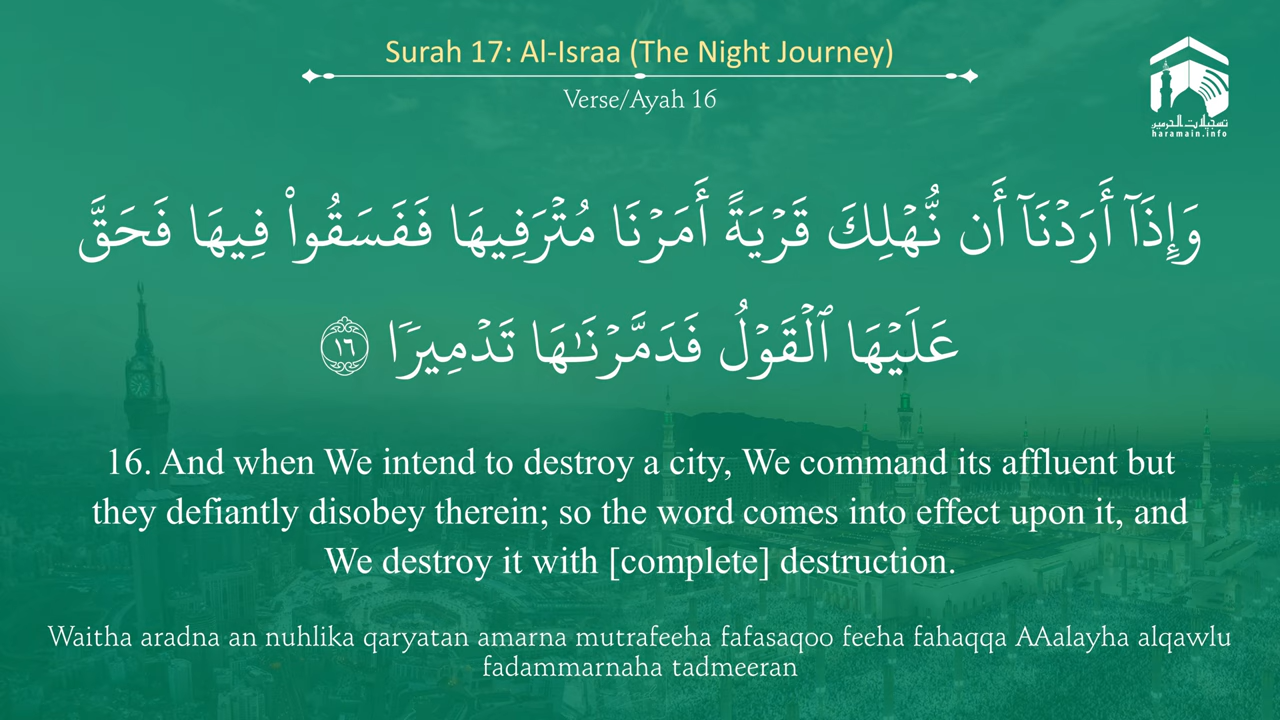 Surah 17: Al-Israa (The Night Journey)
Verse/Ayah 16
تسجيلات الحرمين
haramain.info
وَإِذَآ أَرَدْنَآ أَن نُّهْلِكَ قَرْيَةً أَمَرْنَا مُتْرَفِيهَا فَفَسَقُوا۟ فِيهَا فَحَقَّ
عَلَيْهَا ٱلْقَوْلُ فَدَمَّرْنَـٰهَا تَدْمِيرًا ١٦
16. And when We intend to destroy a city, We command its affluent but
they defiantly disobey therein; so the word comes into effect upon it, and
We destroy it with [complete] destruction.
Waitha aradna an nuhlika qaryatan amarna mutrafeeha fafasaqoo feeha fahaqqa AAalayha alqawlu
fadammarnaha tadmeeran